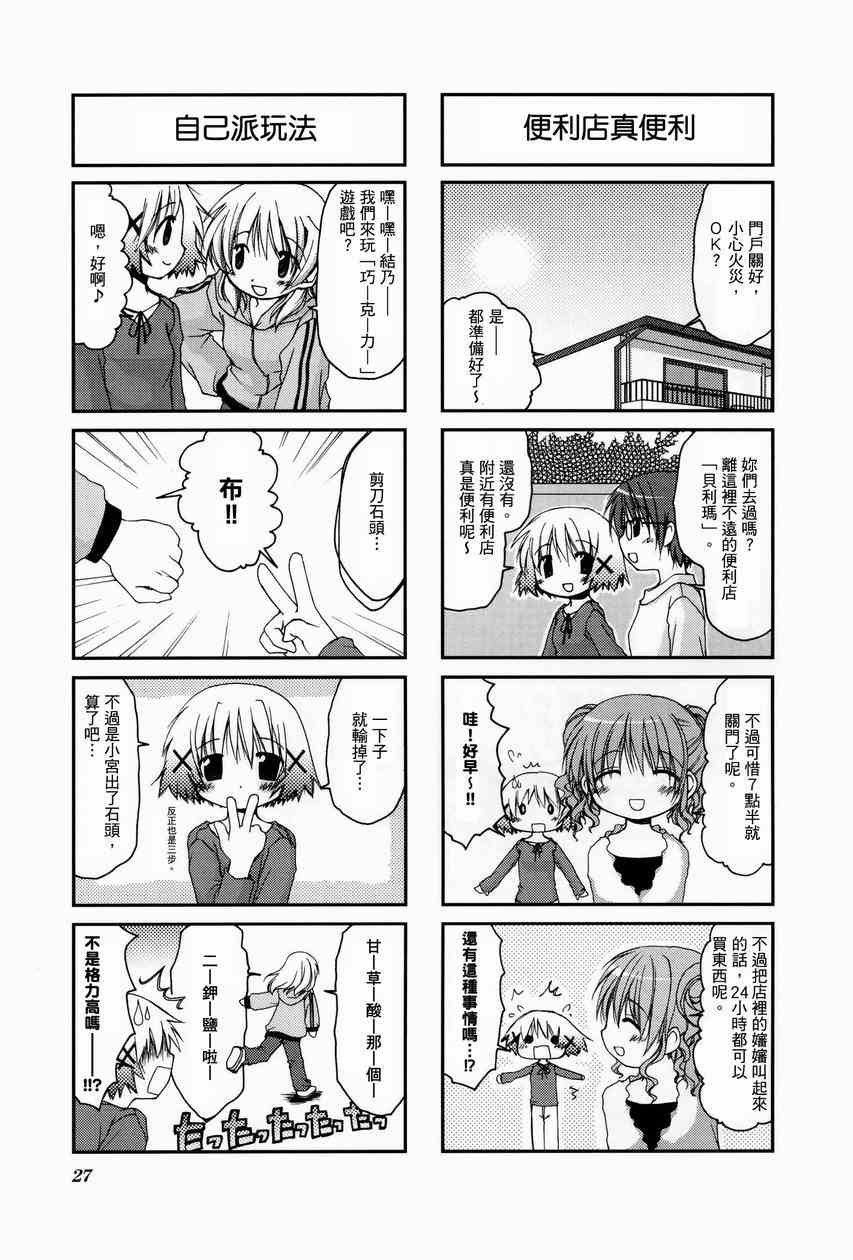 便利店真便利
門戶關好，
小心火災，
OK？
是——
都準備好了～
妳們去過嗎？
離這裡不遠的便利店
「貝利瑪」。
還沒有。
附近有便利店
真是便利呢～
不過可惜7點半就
關門了呢。
哇！好早～!!
不過把店裡的嬸嬸叫起來
的話，24小時都可以
買東西呢。
還有這種事情嗎…!?
自己派玩法
嘿—嘿—結乃——
我們來玩「巧—克—力—」
遊戲吧？
嗯，好啊♪
剪刀石頭…
布!!
一下子
就輸掉了…
反正也是三步。
不過是小宮出了石頭，
算了吧…
甘—草—酸—那—個—
二—鉀—鹽—啦—
不是格力高嗎——!!?
たったったったったっ
27